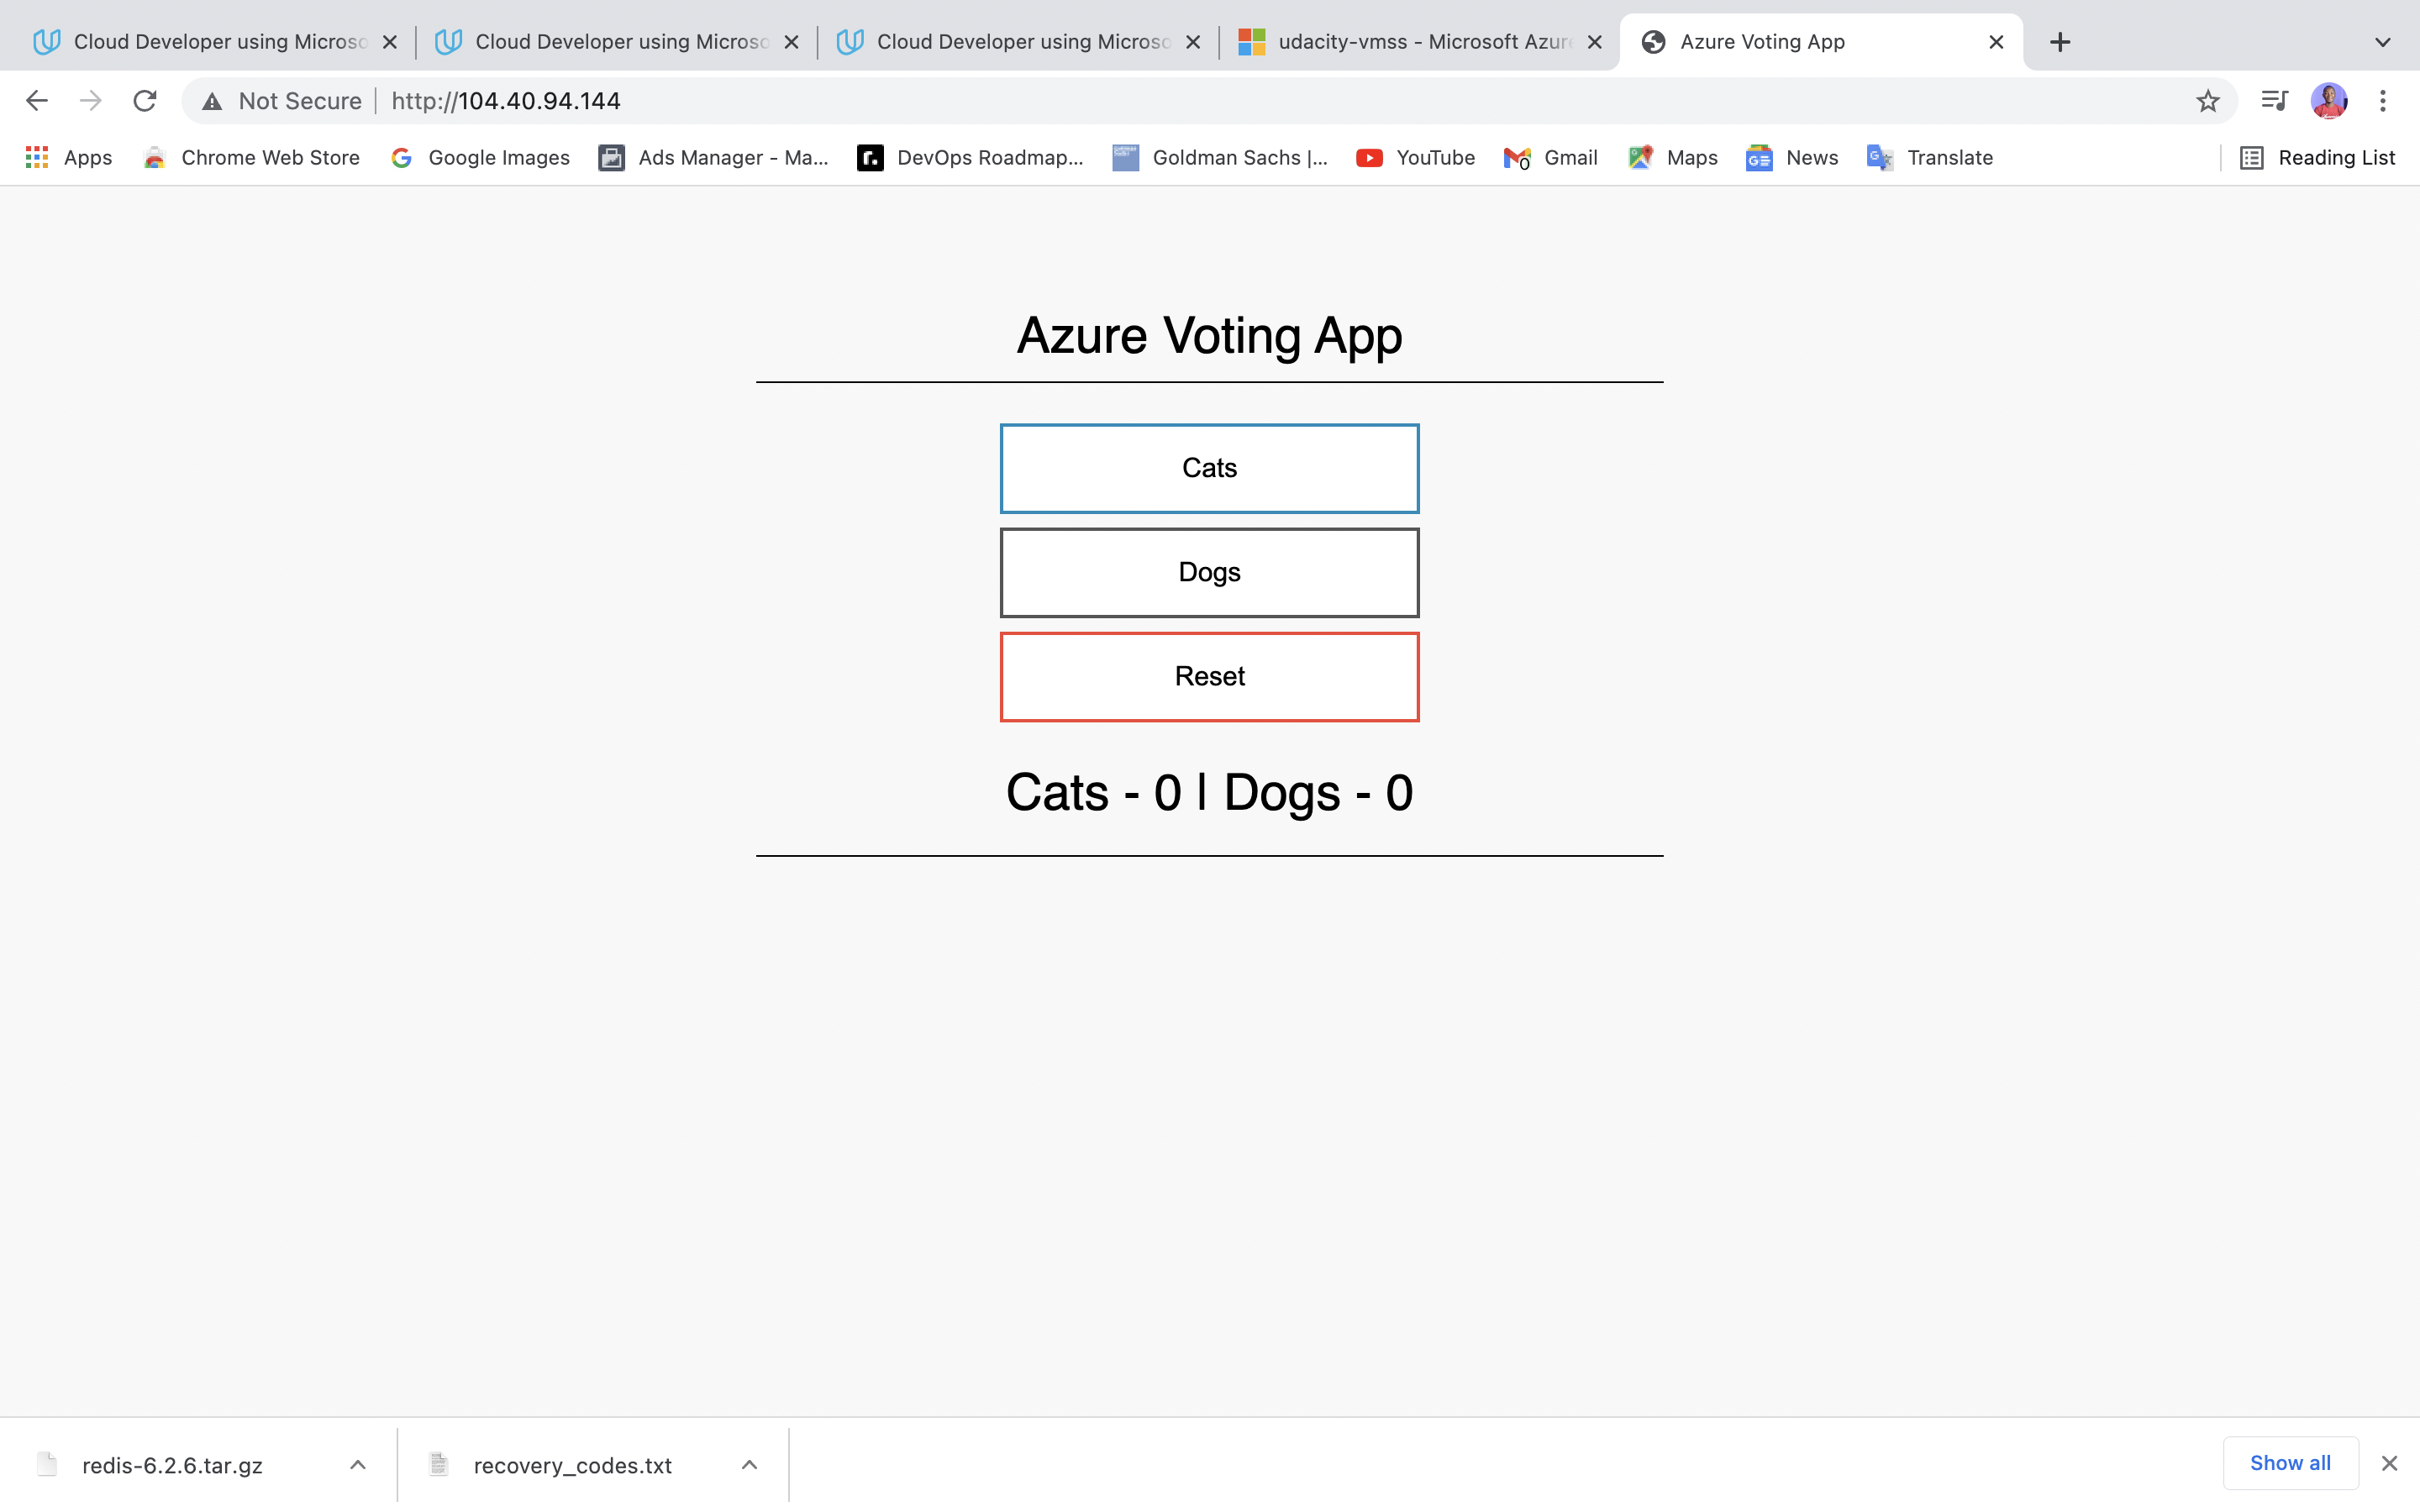 Cloud Developer using Microso
Cloud Developer using Microso
Cloud Developer using Microso
udacity-vmss - Microsoft Azure
Azure Voting App
Not Secure | http://104.40.94.144
Apps
Chrome Web Store
Google Images
Ads Manager - Ma...
DevOps Roadmap...
Goldman Sachs |...
YouTube
Gmail
Maps
News
Translate
Reading List
Azure Voting App
Cats
Dogs
Reset
Cats - 0 | Dogs - 0
redis-6.2.6.tar.gz
recovery_codes.txt
Show all